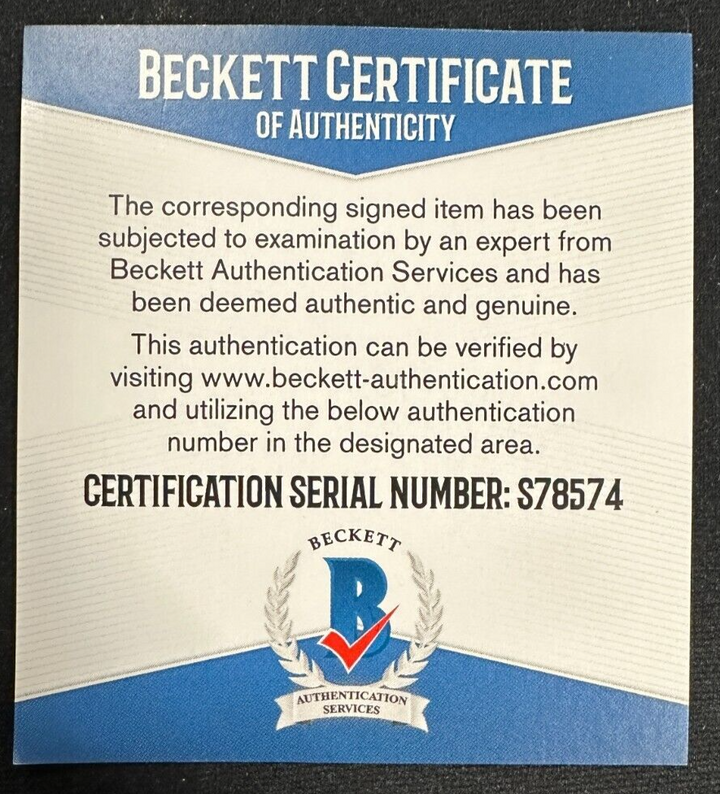 BECKETT CERTIFICATE
OF AUTHENTICITY
The corresponding signed item has been
subjected to examination by an expert from
Beckett Authentication Services and has
been deemed authentic and genuine.
This authentication can be verified by
visiting www.beckett-authentication.com
and utilizing the below authentication
number in the designated area.
CERTIFICATION SERIAL NUMBER: S78574
BECKETT
B
AUTHENTICATION
SERVICES